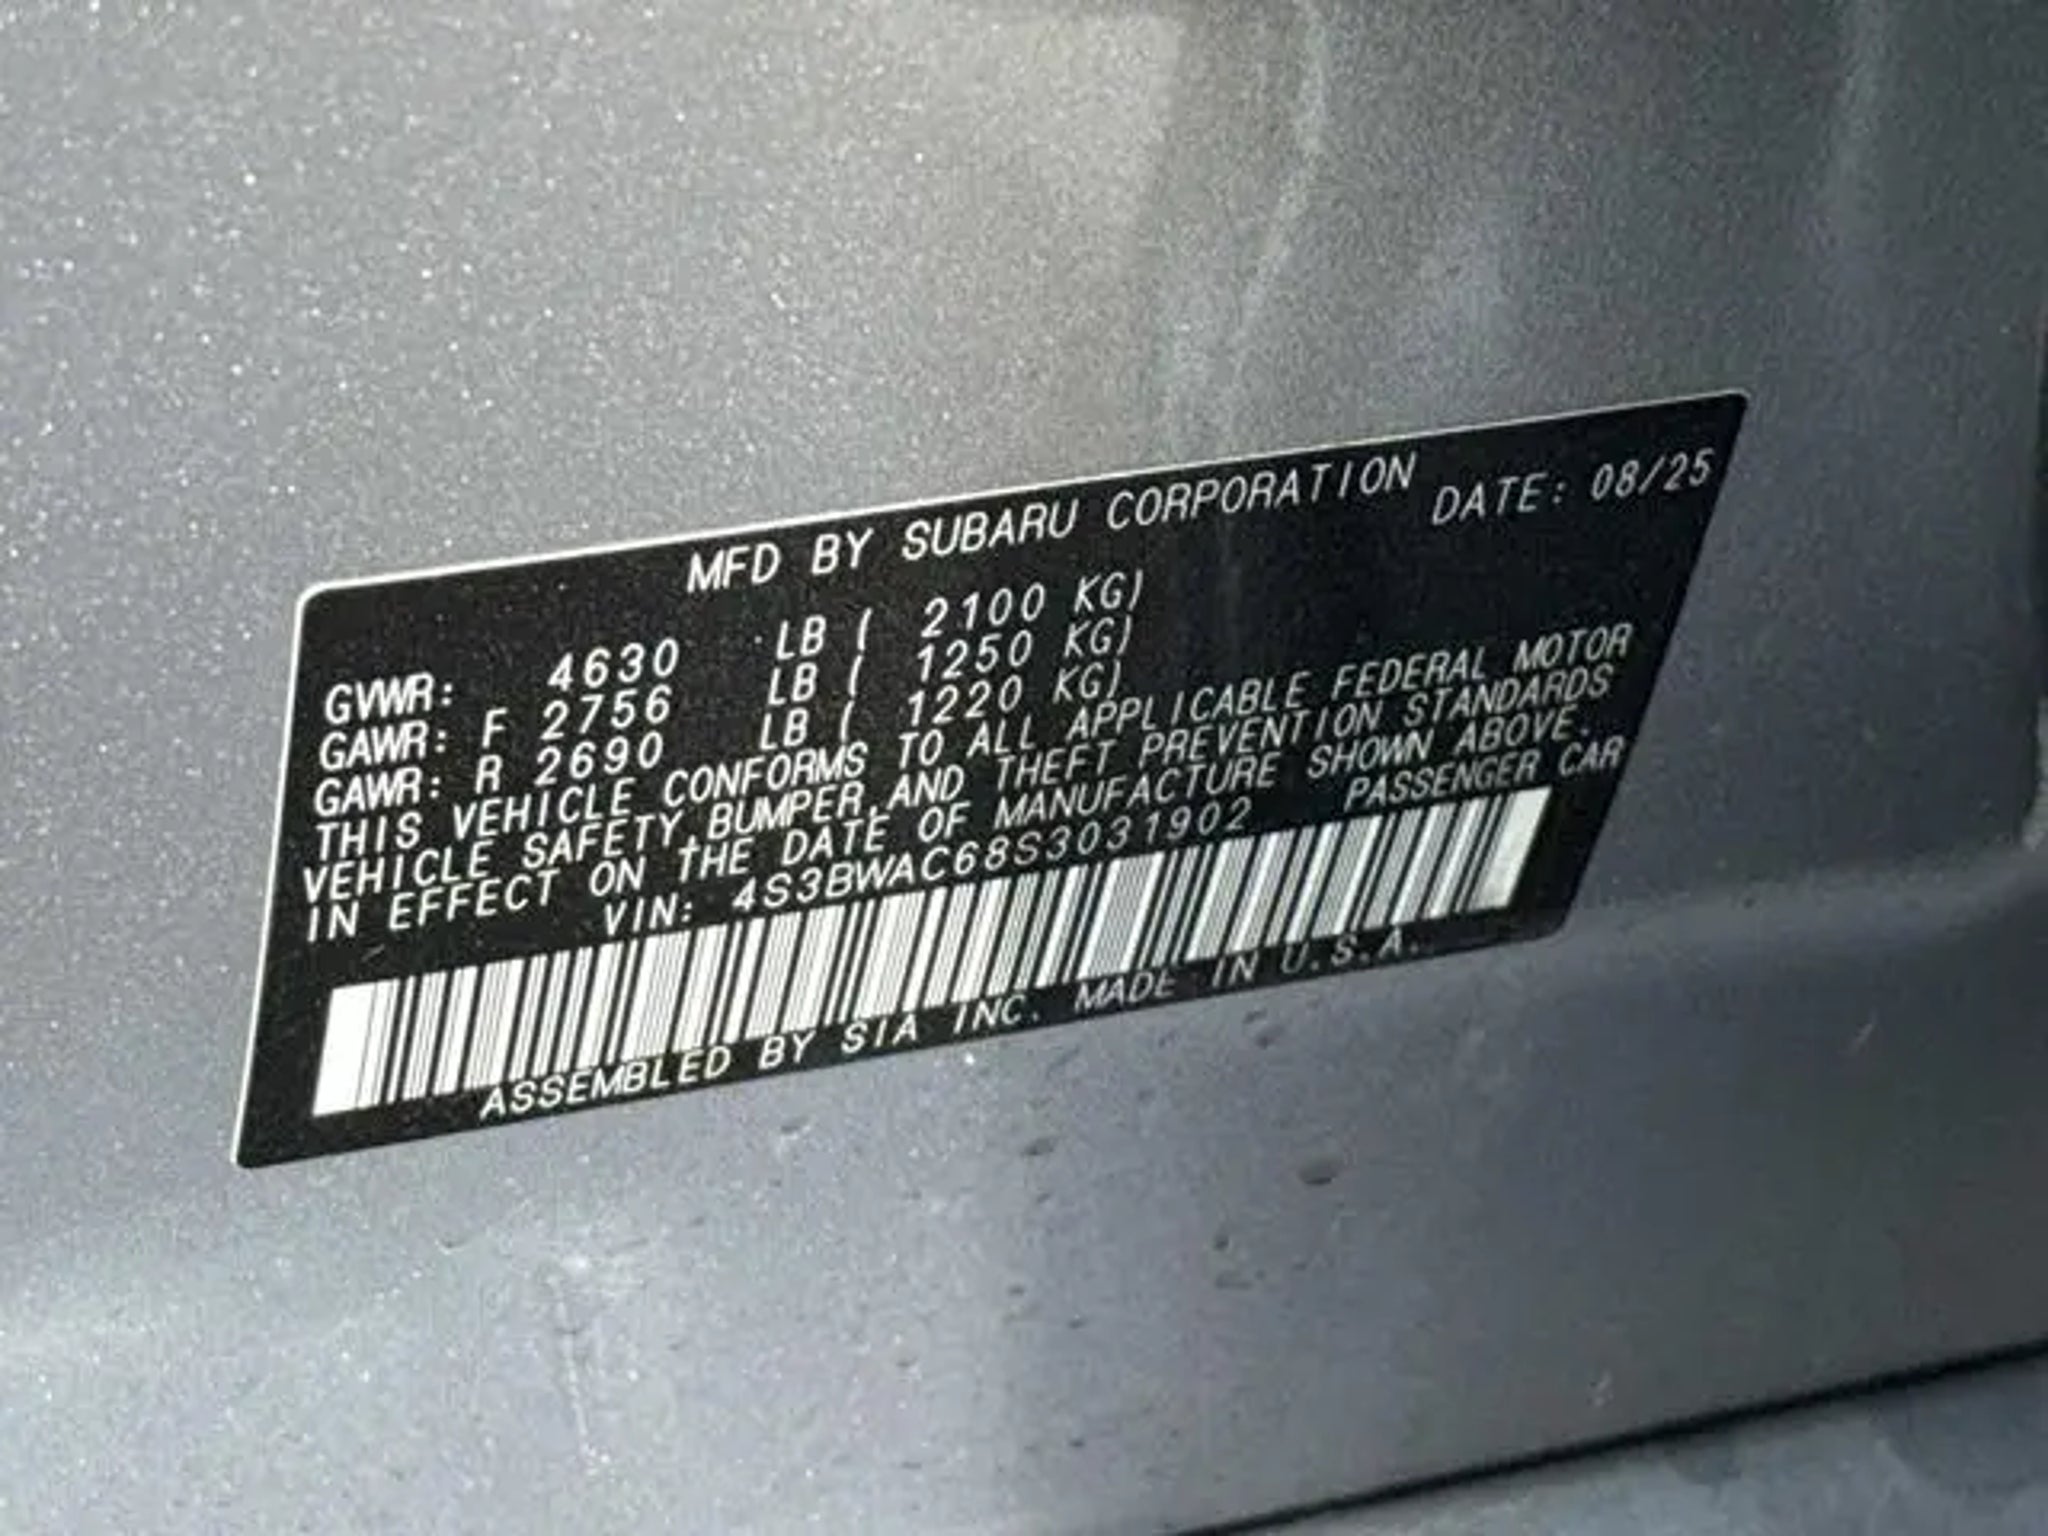 MFD BY SUBARU CORPORATION DATE: 08/25
GVWR: 4630 LB ( 2100 KG)
GAWR: F 2756 LB ( 1250 KG)
GAWR: R 2690 LB ( 1220 KG)
THIS VEHICLE CONFORMS TO ALL APPLICABLE FEDERAL MOTOR
VEHICLE SAFETY,BUMPER,AND THEFT PREVENTION STANDARDS
IN EFFECT ON THE DATE OF MANUFACTURE SHOWN ABOVE.
VIN: 4S3BWAC68S3031902 PASSENGER CAR
ASSEMBLED BY SIA INC. MADE IN U.S.A.